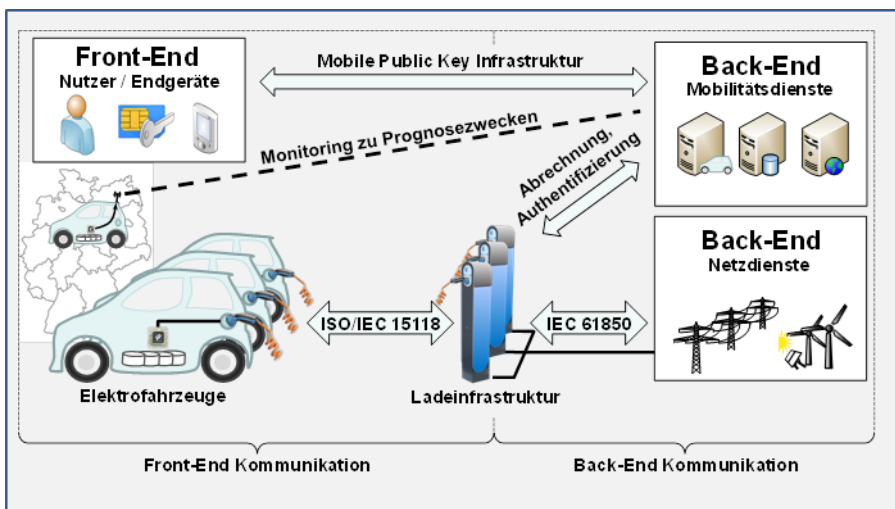 Front-End
Nutzer / Endgeräte
Mobile Public Key Infrastruktur
Back-End
Mobilitätsdienste
Monitoring zu Prognosezwecken
Abrechnung,
Authentifizierung
Back-End
Netzdienste
ISO/IEC 15118
IEC 61850
Elektrofahrzeuge
Ladeinfrastruktur
Front-End Kommunikation
Back-End Kommunikation